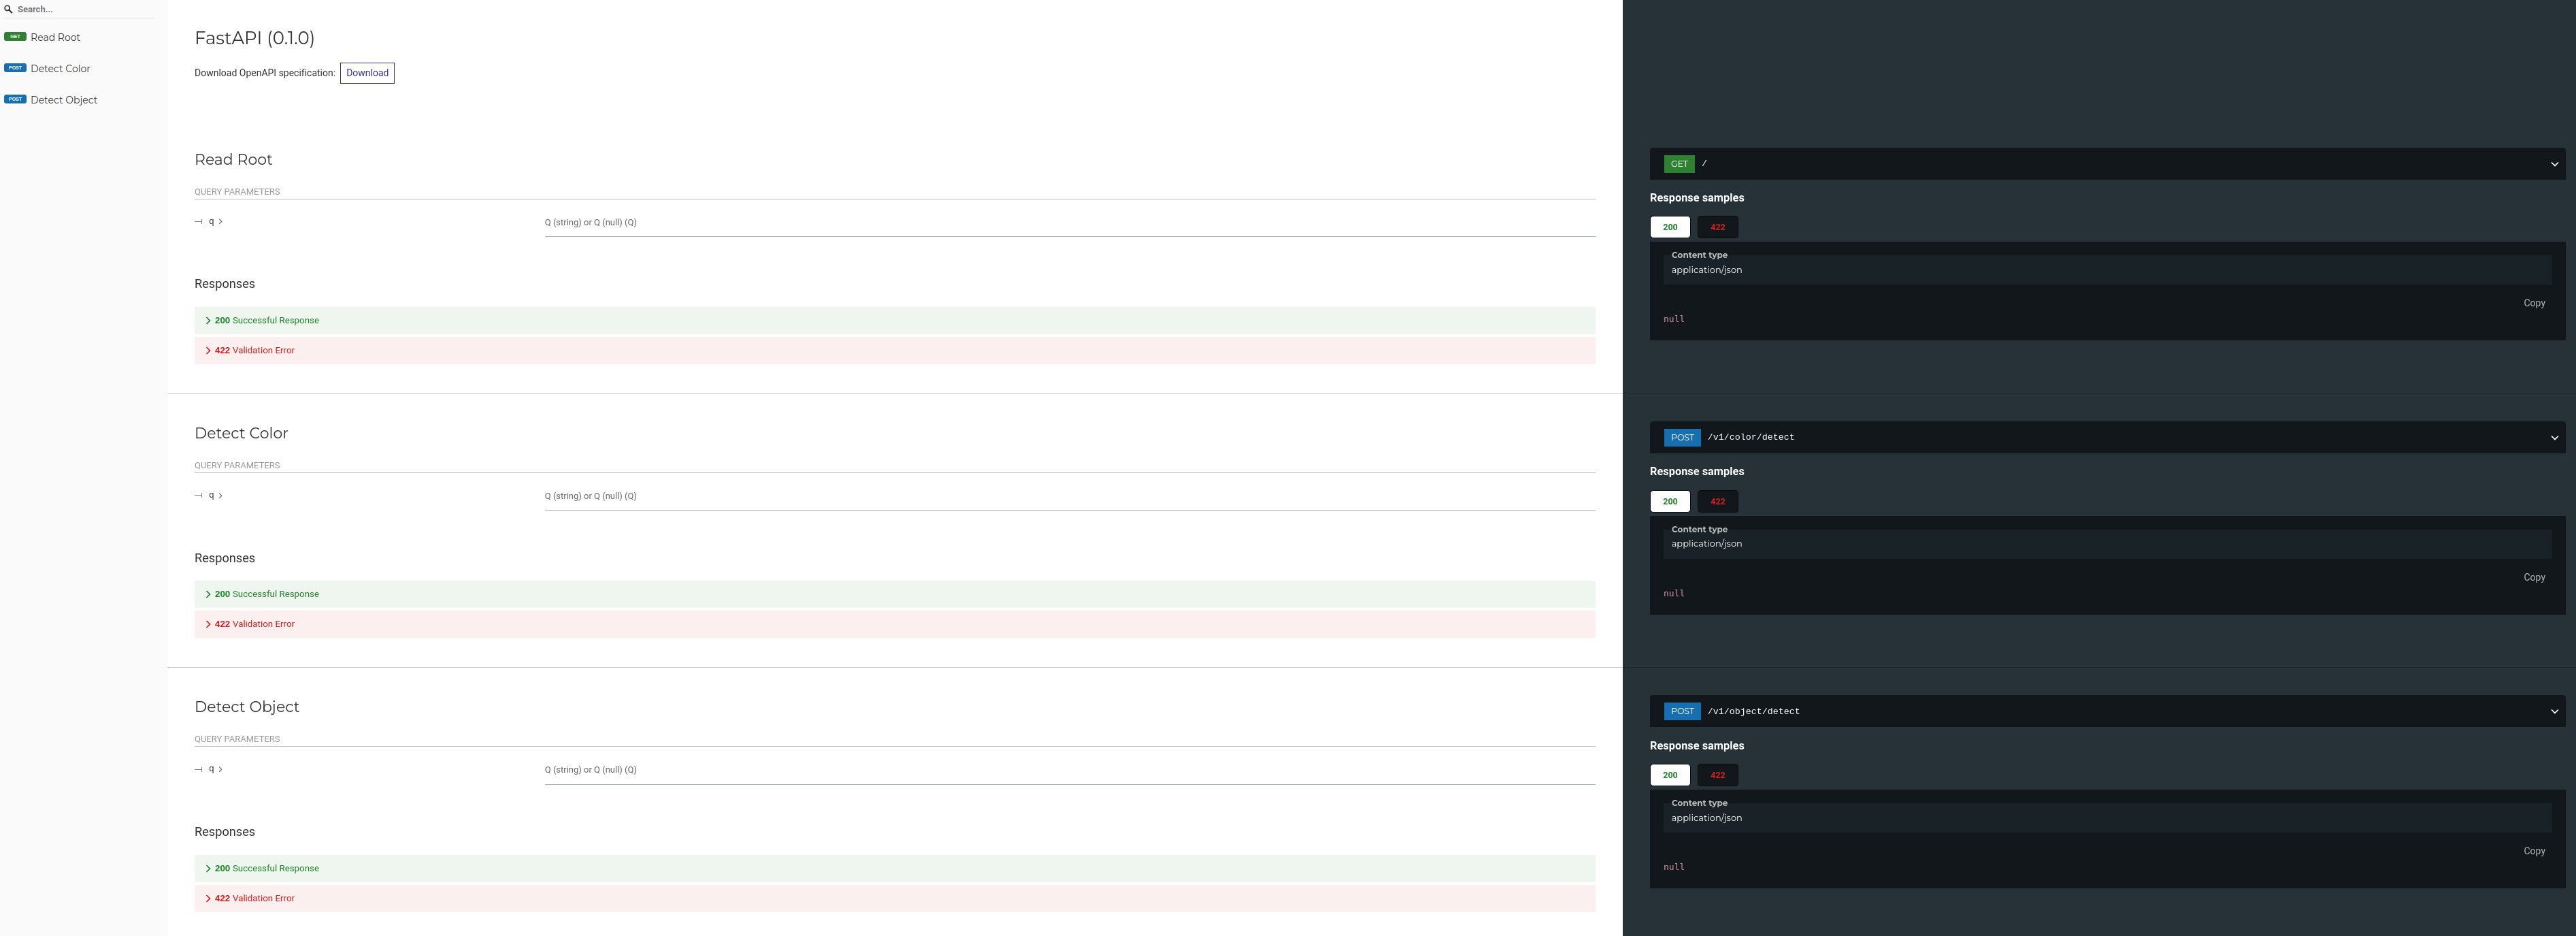 Search...
GET Read Root
POST Detect Color
POST Detect Object
FastAPI (0.1.0)
Download OpenAPI specification: Download
Read Root
QUERY PARAMETERS
q
Q (string) or Q (null) (Q)
Responses
200 Successful Response
422 Validation Error
GET /
Response samples
200 422
Content type
application/json
Copy
null
Detect Color
QUERY PARAMETERS
q
Q (string) or Q (null) (Q)
Responses
200 Successful Response
422 Validation Error
POST /v1/color/detect
Response samples
200 422
Content type
application/json
Copy
null
Detect Object
QUERY PARAMETERS
q
Q (string) or Q (null) (Q)
Responses
200 Successful Response
422 Validation Error
POST /v1/object/detect
Response samples
200 422
Content type
application/json
Copy
null